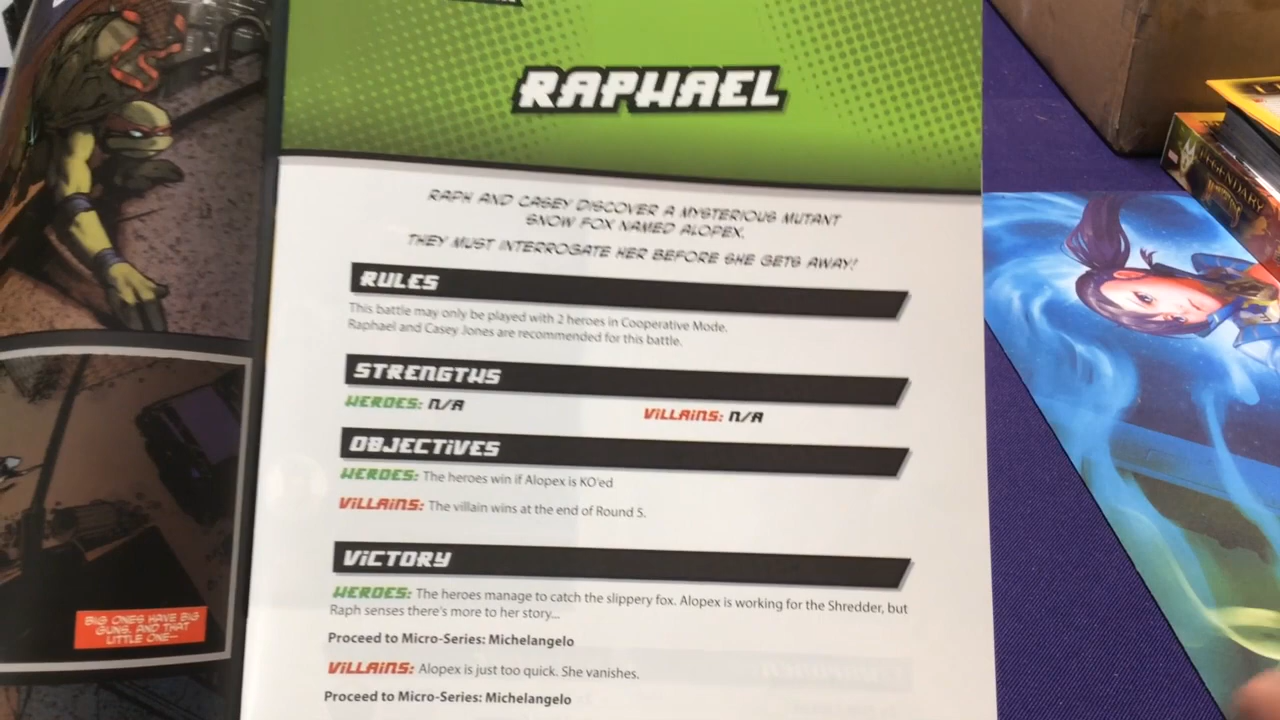 RAPHAEL
RAPH AND CASEY DISCOVER A MYSTERIOUS MUTANT
SNOW FOX NAMED ALOPEX.
THEY MUST INTERROGATE HER BEFORE SHE GETS AWAY!
RULES
This battle may only be played with 2 heroes in Cooperative Mode.
Raphael and Casey Jones are recommended for this battle.
STRENGTHS
HEROES: N/A
VILLAINS: N/A
OBJECTIVES
HEROES: The heroes win if Alopex is KO'ed
VILLAINS: The villain wins at the end of Round 5.
VICTORY
HEROES: The heroes manage to catch the slippery fox. Alopex is working for the Shredder, but
Raph senses there's more to her story...
Proceed to Micro-Series: Michelangelo
VILLAINS: Alopex is just too quick. She vanishes.
Proceed to Micro-Series: Michelangelo
BIG ONES HAVE BIG
GUNS, AND THAT
LITTLE ONE—
LEGENDARY